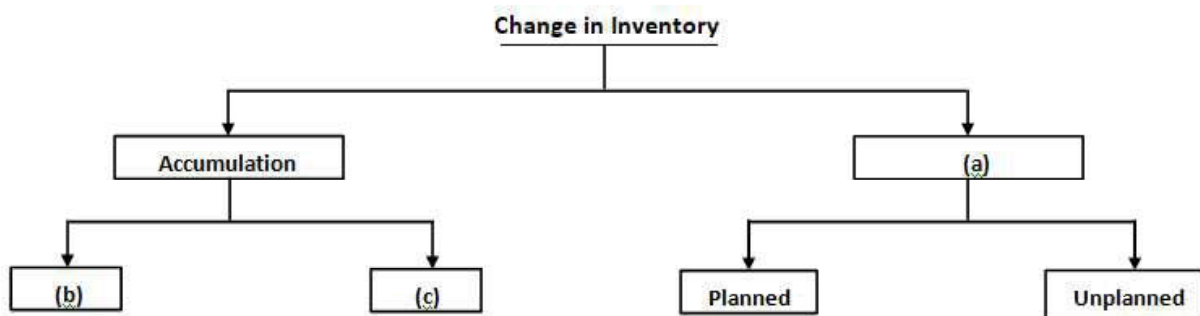 Change in Inventory
Accumulation
(a)
(b)
(c)
Planned
Unplanned